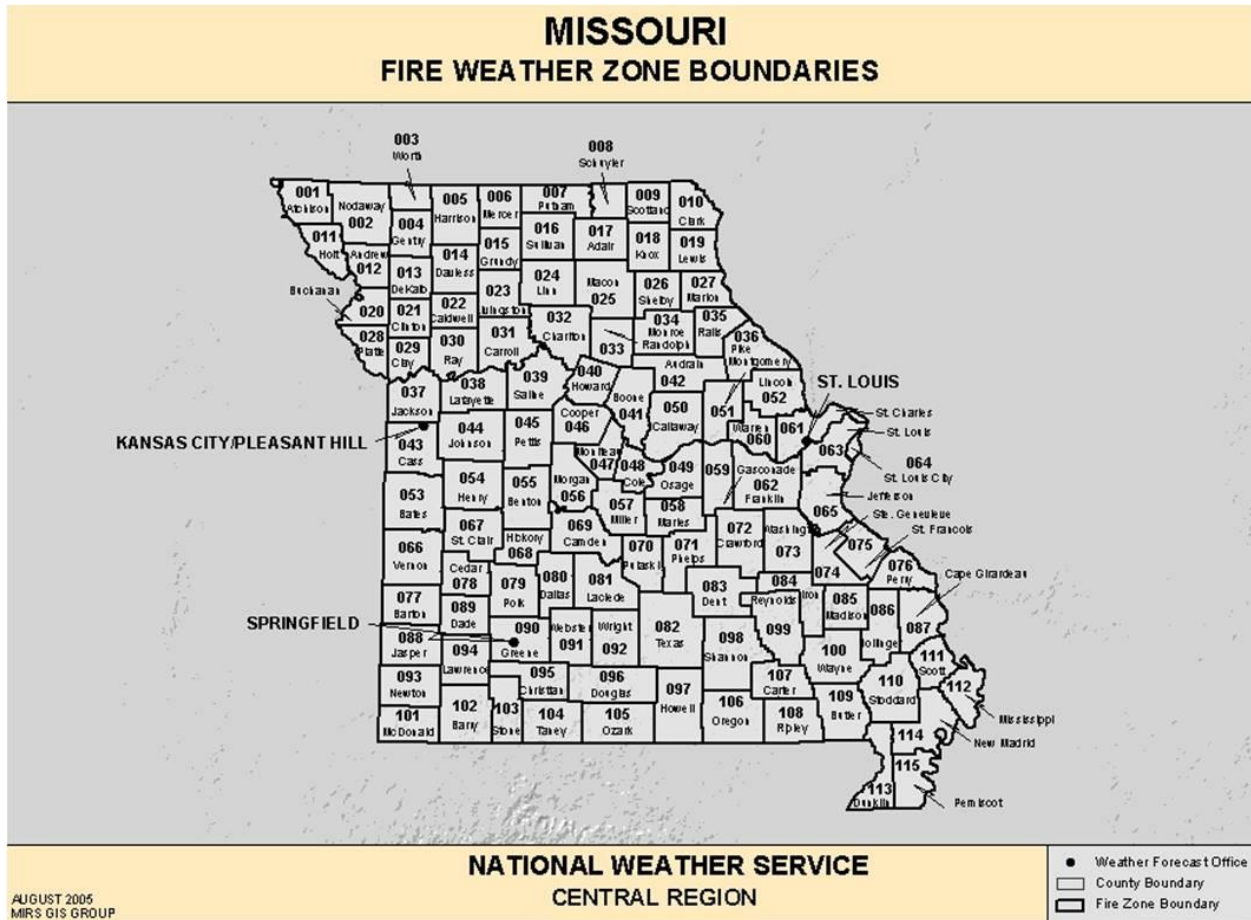 MISSOURI
FIRE WEATHER ZONE BOUNDARIES
003
Worth
008
Schuyler
001
Atchison
Nodaway
002
005
Harrison
006
Mercer
007
Putnam
009
Scotland
010
Clark
011
Holt
004
Gentry
014
015
Grundy
016
Sullivan
017
Adair
018
Knox
019
Lewis
Andrew
012
013
DeKalb
023
024
Linn
Macon
025
026
Shelby
027
Marion
Buchanan
020
021
Clinton
022
Caldwell
028
Platte
029
Clay
030
Ray
031
Carroll
032
033
034
Monroe
Randolph
035
Ralls
036
Pike
Montgomery
037
Jackson
038
Lafayette
039
Saline
040
Howard
Boone
041
042
Lincoln
052
ST. LOUIS
St. Charles
St. Louis
KANSAS CITY/PLEASANT HILL
043
Cass
044
Johnson
045
Pettis
Cooper
046
047
048
Cole
049
Osage
050
Callaway
051
Warren
060
061
063
064
St. Louis City
053
Bates
054
Henry
055
Benton
Morgan
056
057
Miller
058
Maries
059
Gasconade
062
Franklin
Jefferson
065
St. Francois
066
Vernon
067
St. Clair
068
069
Camden
070
071
Phelps
072
Crawford
073
074
075
076
Perry
Cape Girardeau
077
Barton
Cedar
078
079
Polk
080
Dallas
081
Laclede
082
Texas
083
Dent
084
Reynolds
Iron
085
Madison
086
087
SPRINGFIELD
088
Jasper
089
Dade
090
Greene
Webster
091
Wright
092
098
Shannon
099
100
Wayne
093
Newton
094
Lawrence
095
Christian
096
Douglas
097
Howell
107
Carter
110
Stoddard
111
Scott
112
Mississippi
101
McDonald
102
Barry
103
Stone
104
Taney
105
Ozark
106
Oregon
108
Ripley
109
Butler
114
New Madrid
115
113
Dunklin
Pemiscot
NATIONAL WEATHER SERVICE
CENTRAL REGION
AUGUST 2005
MIRS GIS GROUP
Weather Forecast Office
County Boundary
Fire Zone Boundary